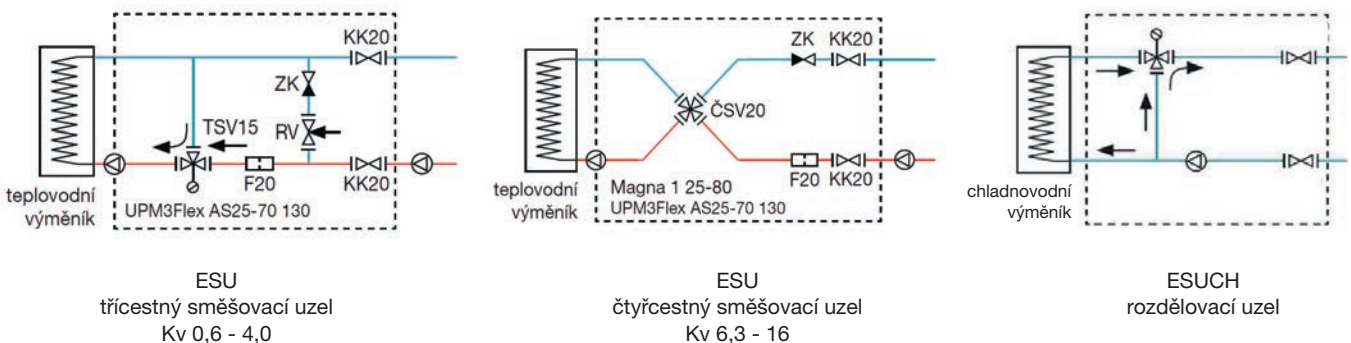 KK20
ZK
TSV15
RV
F20
KK20
teplovodní
výměník
UPM3Flex AS25-70 130
ESU
třícestný směšovací uzel
Kv 0,6 - 4,0
ZK KK20
ČSV20
F20 KK20
teplovodní
výměník
Magna 1 25-80
UPM3Flex AS25-70 130
ESU
čtyřcestný směšovací uzel
Kv 6,3 - 16
chladnovodní
výměník
ESUCH
rozdělovací uzel